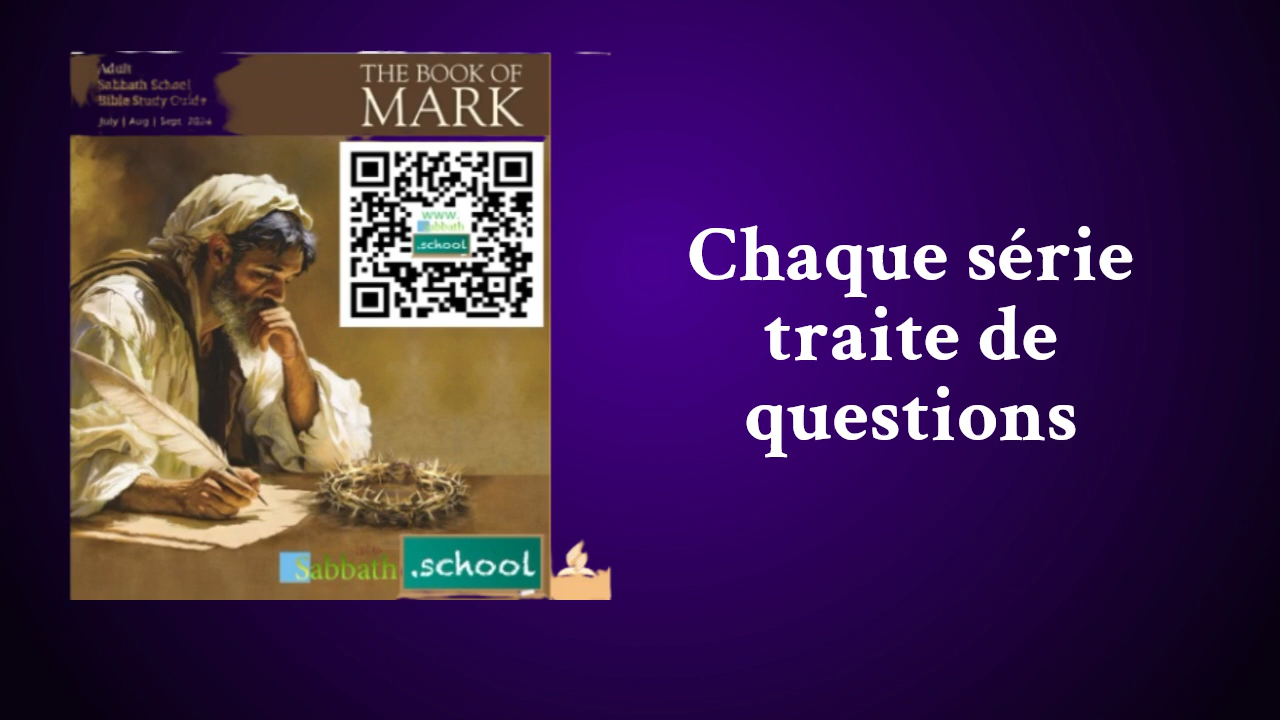 Adult
Sabbath School
Bible Study Guide
July | Aug | Sept 2024
THE BOOK OF
MARK
www.
Sabbath
.school
Sabbath .school
Chaque série
traite de
questions